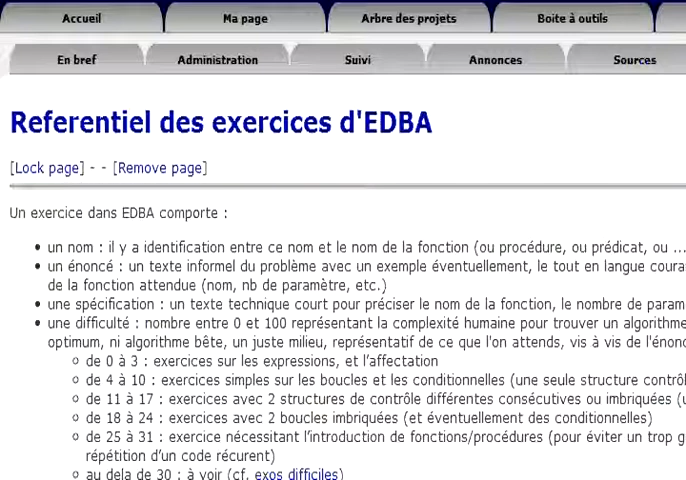 Accueil Ma page Arbre des projets Boite à outils
En bref Administration Suivi Annonces Sources
Referentiel des exercices d'EDBA
[Lock page] - - [Remove page]
Un exercice dans EDBA comporte :
• un nom : il y a identification entre ce nom et le nom de la fonction (ou procédure, ou prédicat, ou ...
• un énoncé : un texte informel du problème avec un exemple éventuellement, le tout en langue coura
de la fonction attendue (nom, nb de paramètre, etc.)
• une spécification : un texte technique court pour préciser le nom de la fonction, le nombre de param
• une difficulté : nombre entre 0 et 100 représentant la complexité humaine pour trouver un algorithme
optimum, ni algorithme bête, un juste milieu, représentatif de ce que l'on attends, vis à vis de l'énon
o de 0 à 3 : exercices sur les expressions, et l'affectation
o de 4 à 10 : exercices simples sur les boucles et les conditionnelles (une seule structure contrôl
o de 11 à 17 : exercices avec 2 structures de contrôle différentes consécutives ou imbriquées (u
o de 18 à 24 : exercices avec 2 boucles imbriquées (et éventuellement des conditionnelles)
o de 25 à 31 : exercice nécessitant l'introduction de fonctions/procédures (pour éviter un trop g
répétition d'un code récurent)
o au dela de 30 : à voir (cf. exos difficiles)